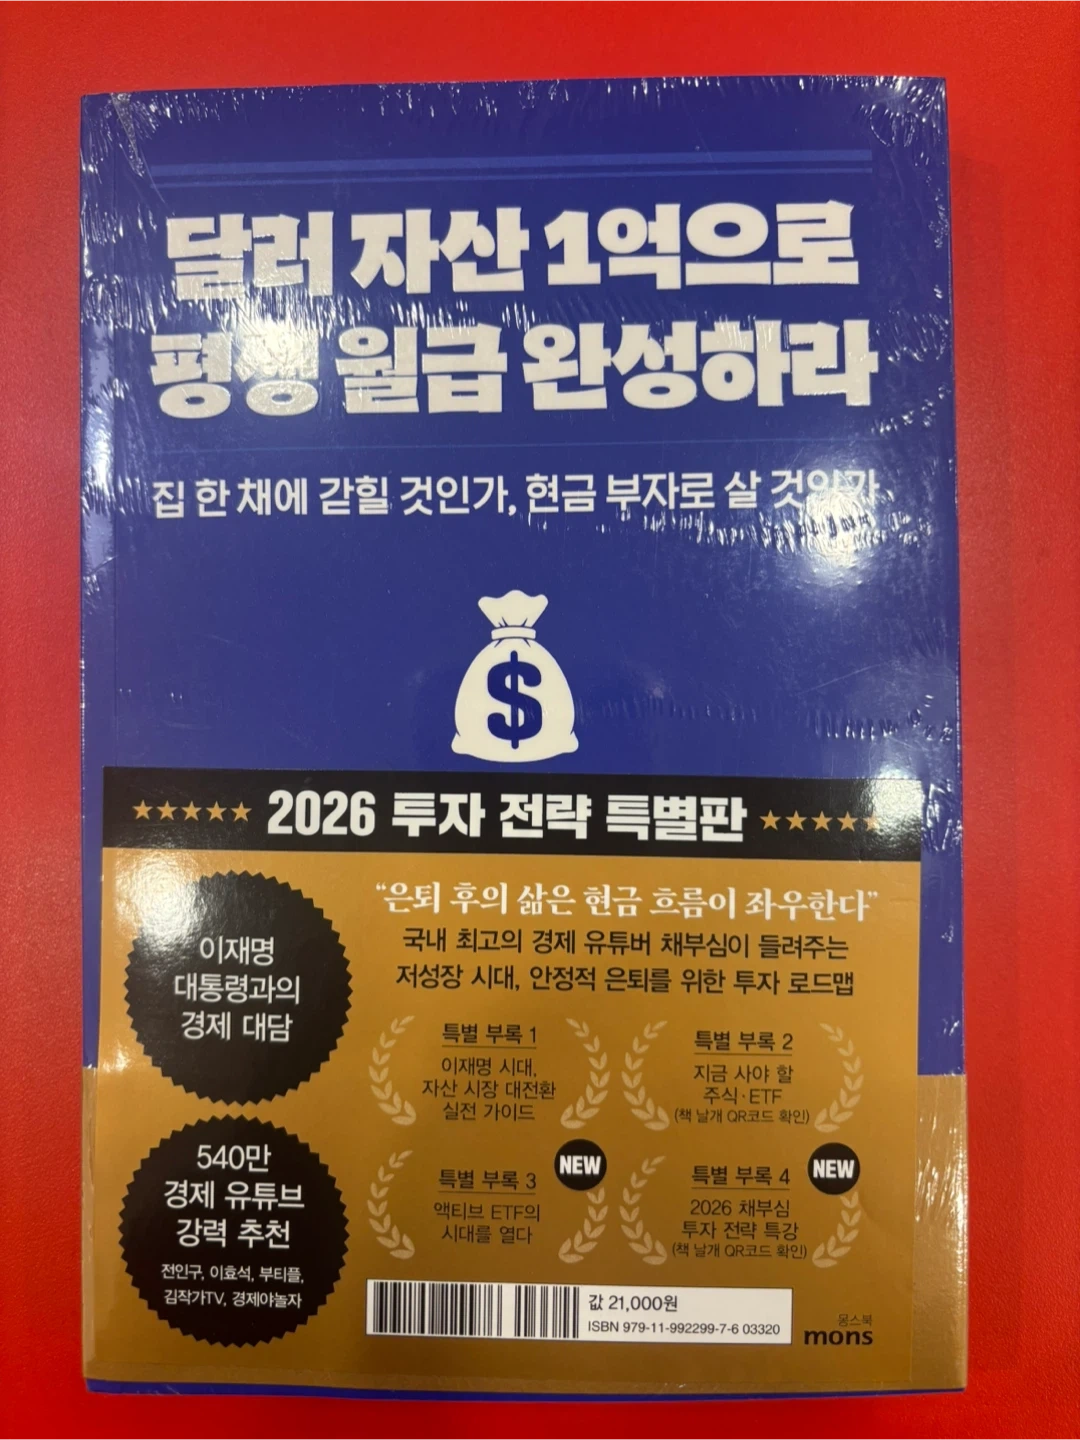 달러 자산 1억으로
평생 월급 완성하라
집 한 채에 갇힐 것인가, 현금 부자로 살 것인가
$
★★★★★ 2026 투자 전략 특별판 ★★★★★
이재명
대통령과의
경제 대담
540만
경제 유튜브
강력 추천
전인구, 이효석, 부티플,
김작가TV, 경제야놀자
“은퇴 후의 삶은 현금 흐름이 좌우한다”
국내 최고의 경제 유튜버 채부심이 들려주는
저성장 시대, 안정적 은퇴를 위한 투자 로드맵
특별 부록 1
이재명 시대,
자산 시장 대전환
실전 가이드
특별 부록 2
지금 사야 할
주식·ETF
(책 날개 QR코드 확인)
NEW
특별 부록 3
액티브 ETF의
시대를 열다
NEW
특별 부록 4
2026 채부심
투자 전략 특강
(책 날개 QR코드 확인)
값 21,000원
ISBN 979-11-992299-7-6 03320
몽스북
mons